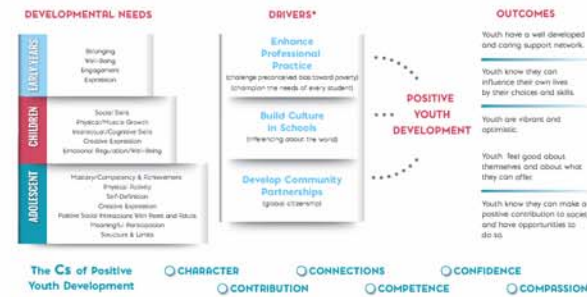 DEVELOPMENTAL NEEDS
EARLY YEARS
Belonging
Well-Being
Engagement
Expression
CHILDREN
Social Skills
Physical/Muscle Growth
Intellectual/Cognitive Skills
Creative Expression
Emotional Regulation/Well-Being
ADOLESCENT
Mastery/Competency & Achievement
Physical Activity
Self-Definition
Creative Expression
Positive Social Interactions With Peers and Adults
Meaningful Participation
Structure & Limits
DRIVERS*
Enhance
Professional
Practice
(challenge preconceived bias toward poverty)
(champion the needs of every student)
Build Culture
in Schools
(inferencing about the world)
Develop Community
Partnerships
(global citizenship)
POSITIVE
YOUTH
DEVELOPMENT
OUTCOMES
Youth have a well developed
and caring support network.
Youth know they can
influence their own lives
by their choices and skills.
Youth are vibrant and
optimistic.
Youth feel good about
themselves and about what
they can offer.
Youth know they can make a
positive contribution to society
and have opportunities to
do so.
The Cs of Positive
Youth Development
CHARACTER
CONNECTIONS
CONFIDENCE
CONTRIBUTION
COMPETENCE
COMPASSION